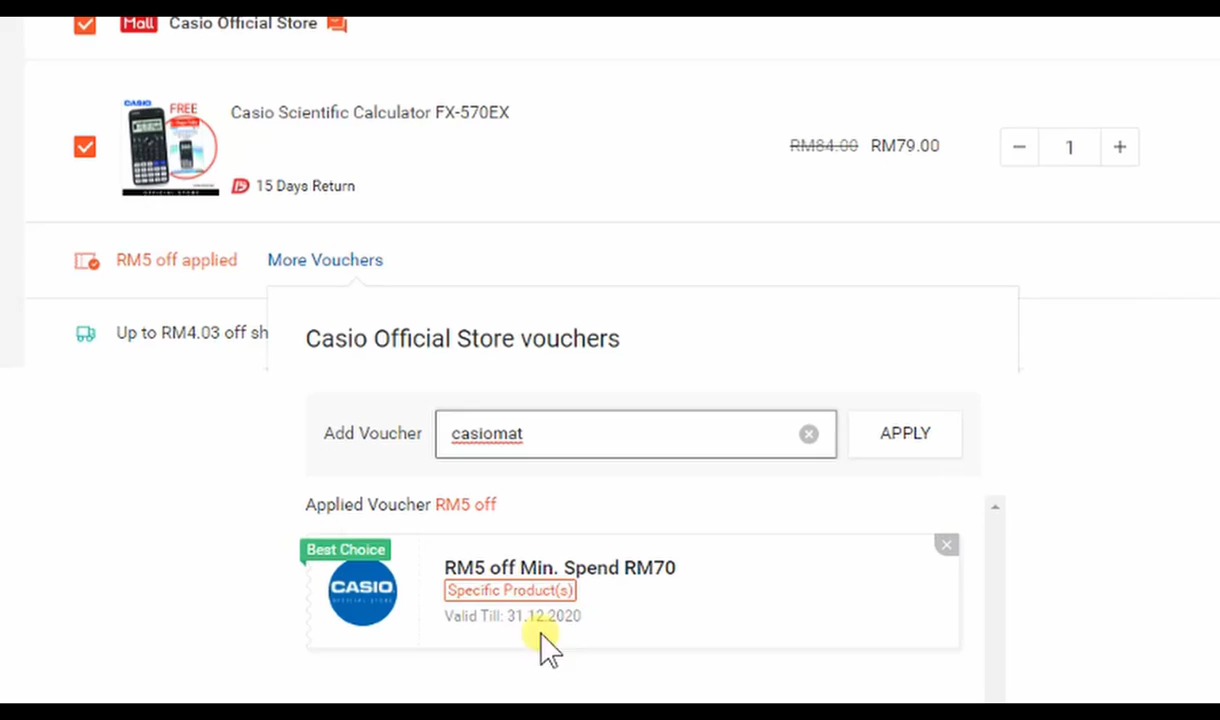 Mall Casio Official Store
CASIO
FREE
Casio Scientific Calculator FX-570EX
RM84.00 RM79.00
1
15 Days Return
RM5 off applied More Vouchers
Up to RM4.03 off sh
Casio Official Store vouchers
Add Voucher casiomat APPLY
Applied Voucher RM5 off
Best Choice
CASIO
RM5 off Min. Spend RM70
Specific Product(s)
Valid Till: 31.12.2020